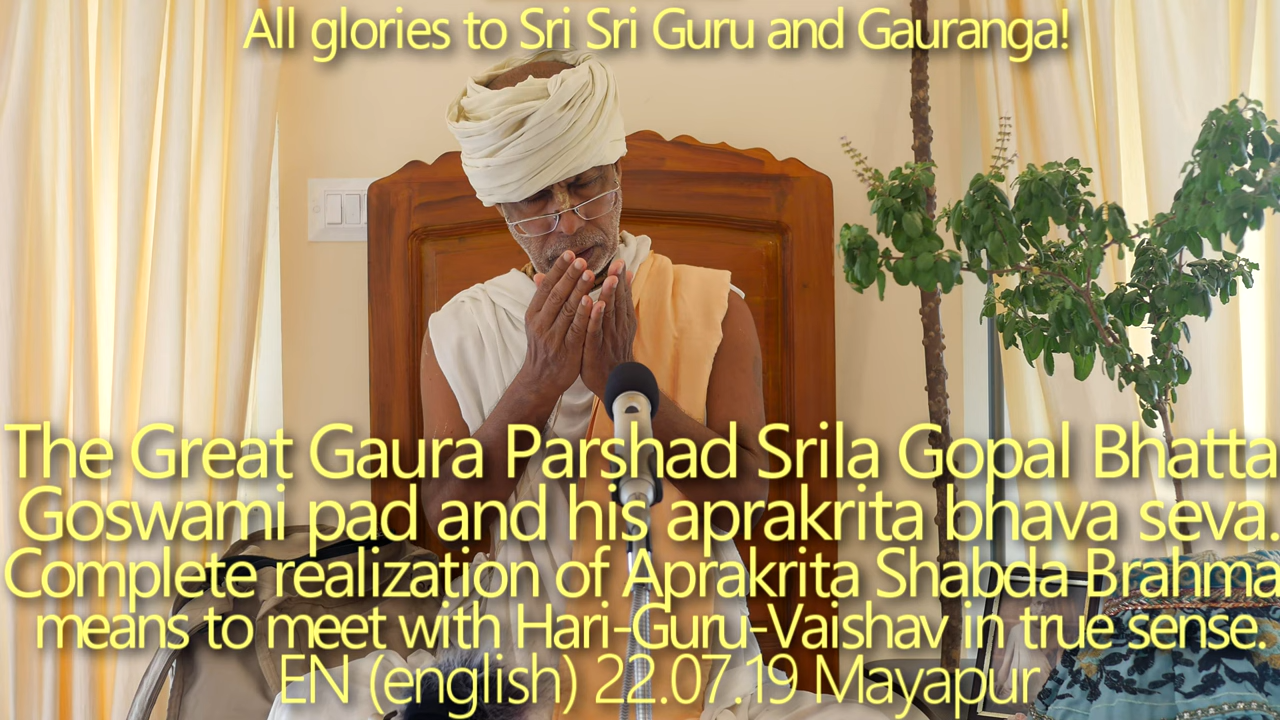 All glories to Sri Sri Guru and Gauranga!
The Great Gaura Parshad Srila Gopal Bhatta
Goswami pad and his aprakrita bhava seva.
Complete realization of Aprakrita Shabda Brahma
means to meet with Hari-Guru-Vaishav in true sense.
EN (english) 22.07.19 Mayapur